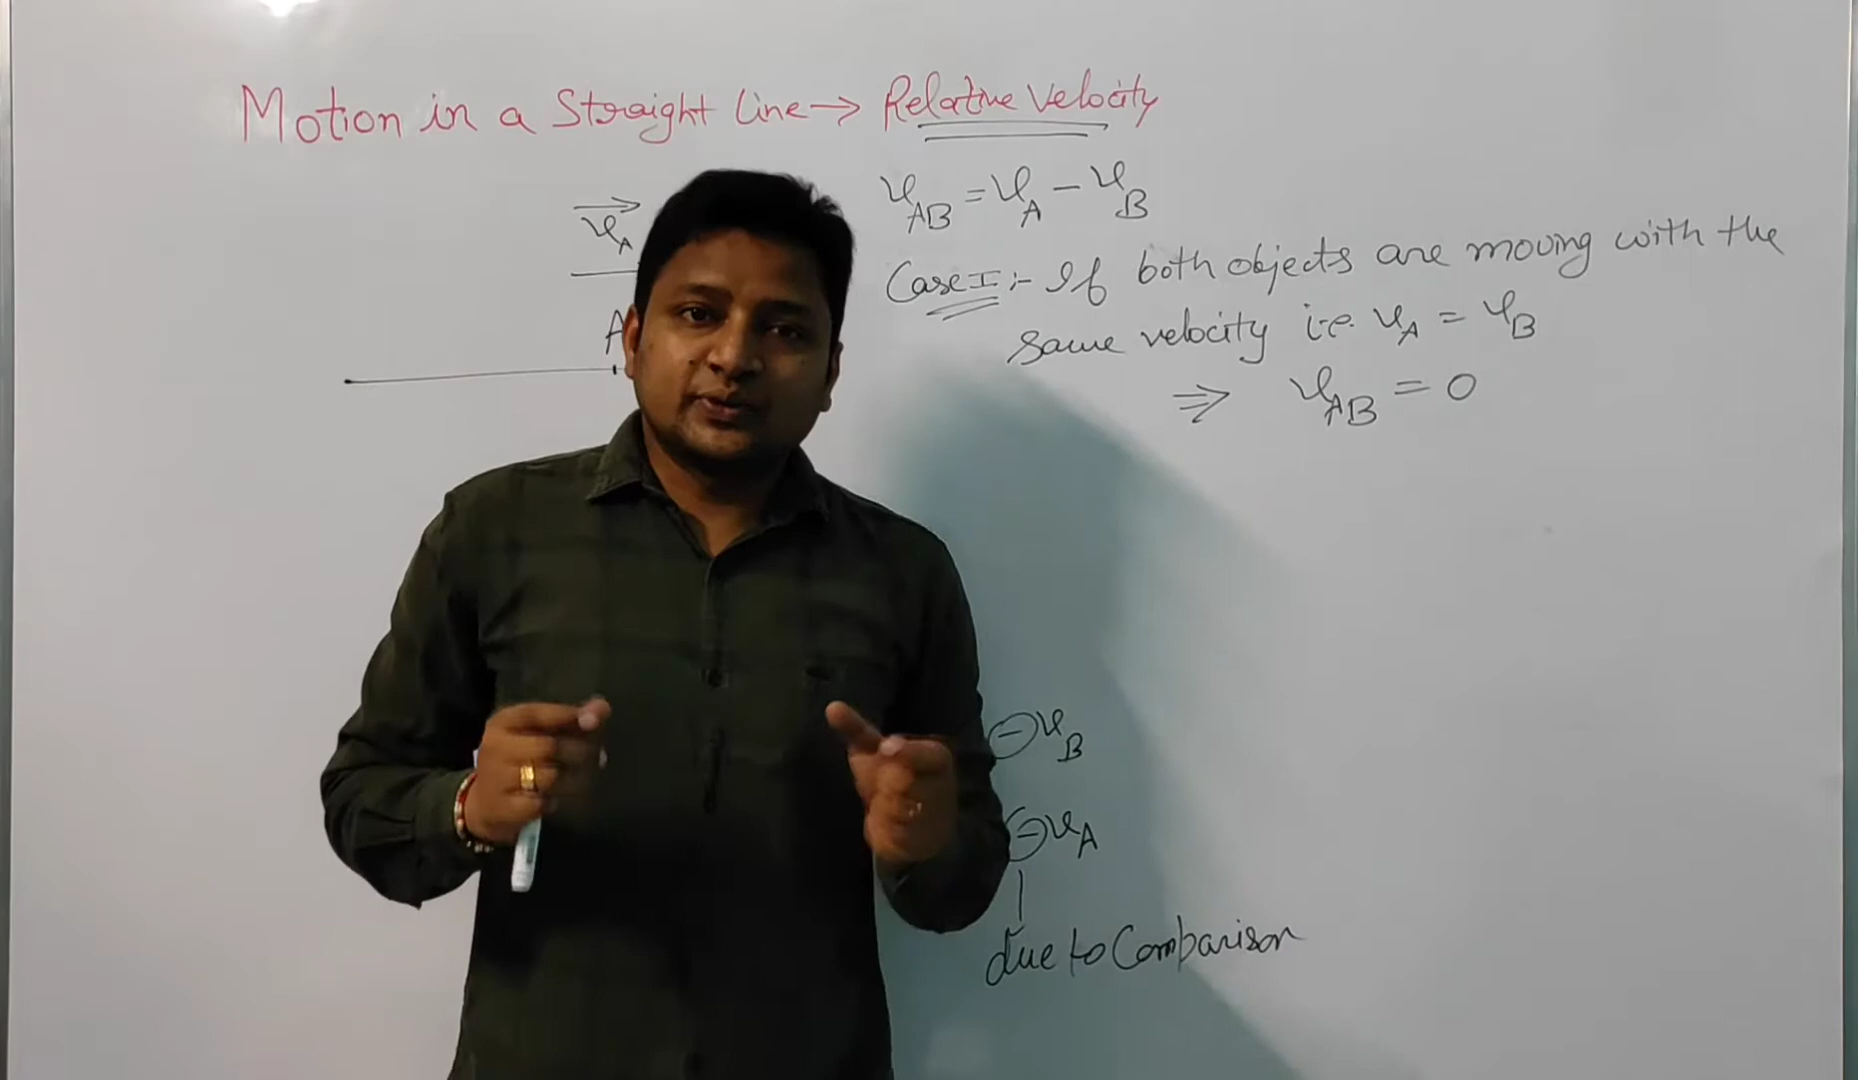 Motion in a Straight Line → Relative Velocity
v_A
A
v_AB = v_A - v_B
Case I :- If both objects are moving with the
same velocity i.e. v_A = v_B
⇒ v_AB = 0
- v_B
- v_A
due to Comparison